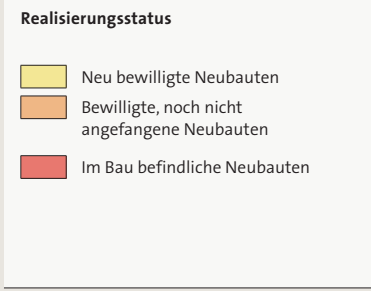 Realisierungsstatus
Neu bewilligte Neubauten
Bewilligte, noch nicht
angefangene Neubauten
Im Bau befindliche Neubauten